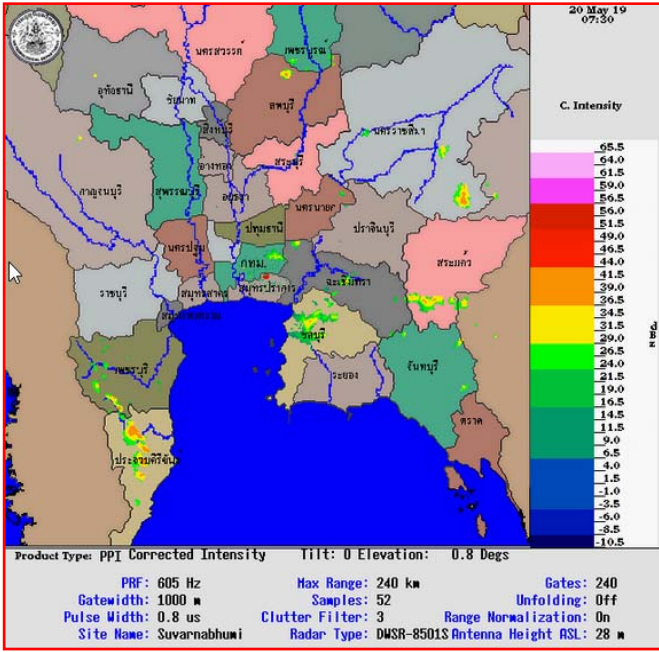 20 May 19
07:30
C. Intensity
นครสวรรค์
เพชรบูรณ์
อุทัยธานี
ชัยนาท
ลพบุรี
สิงห์บุรี
นครราชสีมา
อ่างทอง
สระบุรี
กาญจนบุรี
สุพรรณบุรี
อยุธยา
นครนายก
ปทุมธานี
ปราจีนบุรี
นครปฐม
กทม.
สระแก้ว
ราชบุรี
สมุทรสาคร
สมุทรปราการ
ฉะเชิงเทรา
ชลบุรี
เพชรบุรี
ระยอง
จันทบุรี
ตราด
ประจวบคีรีขันธ์
65.5
64.0
61.5
59.0
56.5
56.0
51.5
49.0
46.5
44.0
41.5
39.0
36.5
34.5
31.5
29.0
26.5
24.0
21.5
19.0
16.5
14.5
11.5
9.0
6.5
4.0
1.5
-1.0
-3.5
-6.0
-8.5
-10.5
Product Type: PPI Corrected Intensity Tilt: 0 Elevation: 0.8 Degs
PRF: 605 Hz Max Range: 240 km Gates: 240
Gatewidth: 1000 m Samples: 52 Unfolding: Off
Pulse Width: 0.8 us Clutter Filter: 3 Range Normalization: On
Site Name: Suvarnabhumi Radar Type: DWSR-8501S Antenna Height ASL: 28 m